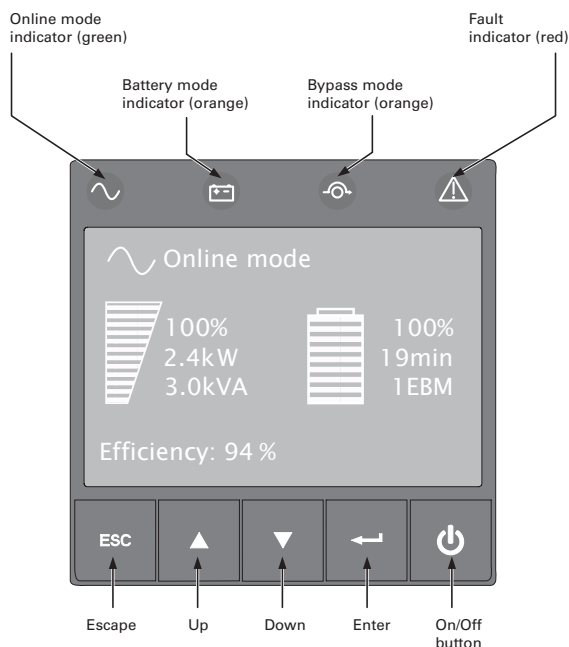 Online mode
indicator (green)
Fault
indicator (red)
Battery mode
indicator (orange)
Bypass mode
indicator (orange)
Online mode
100%
2.4kW
3.0kVA
100%
19min
1EBM
Efficiency: 94 %
ESC
Escape
Up
Down
Enter
On/Off
button